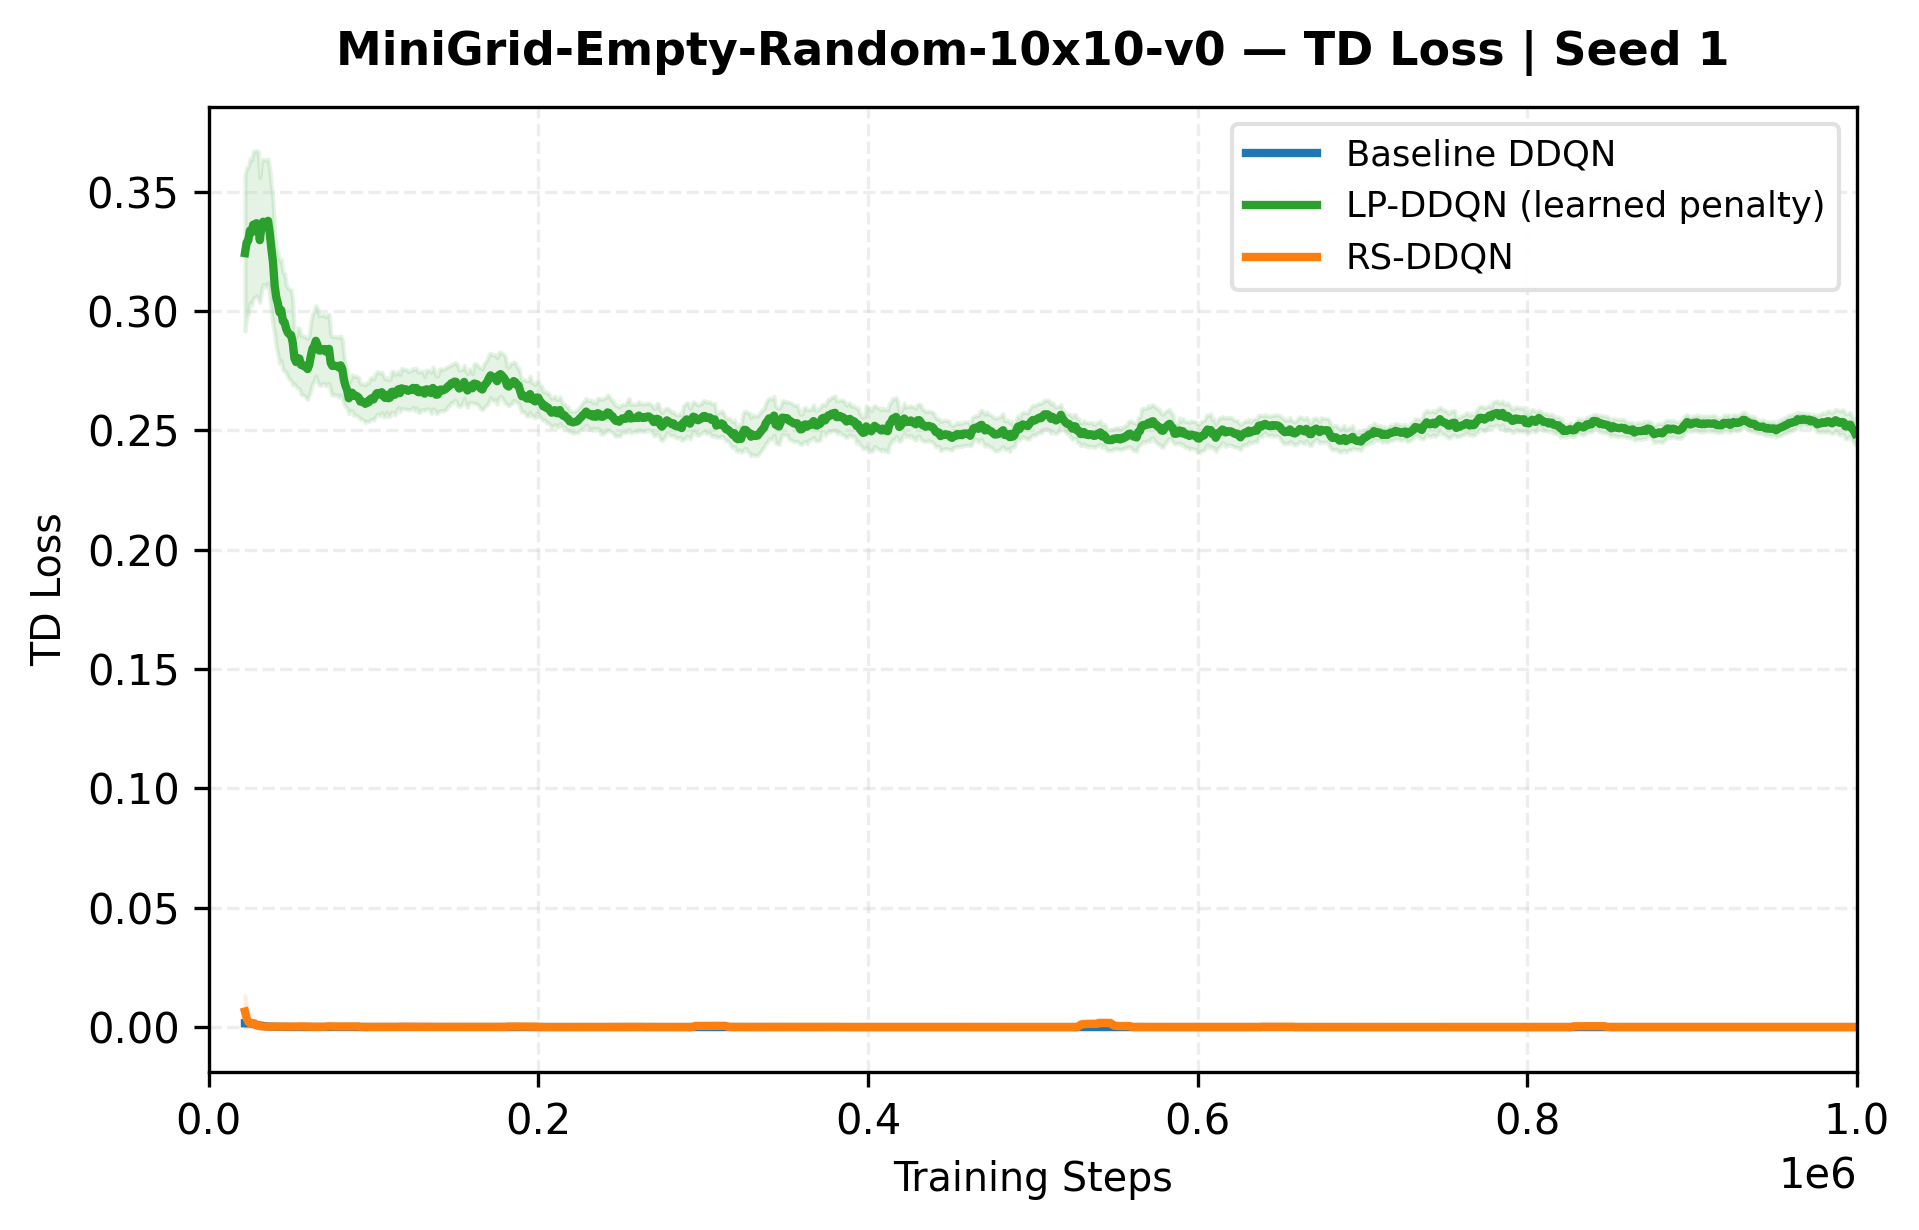 MiniGrid-Empty-Random-10x10-v0 — TD Loss | Seed 1
Baseline DDQN
LP-DDQN (learned penalty)
RS-DDQN
TD Loss
0.35
0.30
0.25
0.20
0.15
0.10
0.05
0.00
0.0 0.2 0.4 0.6 0.8 1.0
1e6
Training Steps